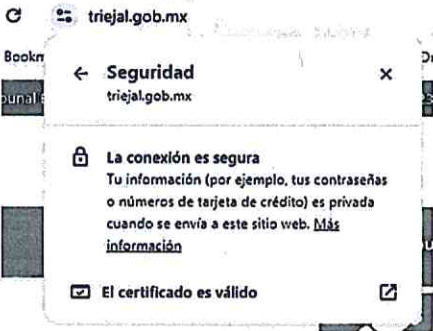 triejal.gob.mx
Bookm
Seguridad
triejal.gob.mx
La conexión es segura
Tu información (por ejemplo, tus contraseñas
o números de tarjeta de crédito) es privada
cuando se envía a este sitio web. Más
información
El certificado es válido